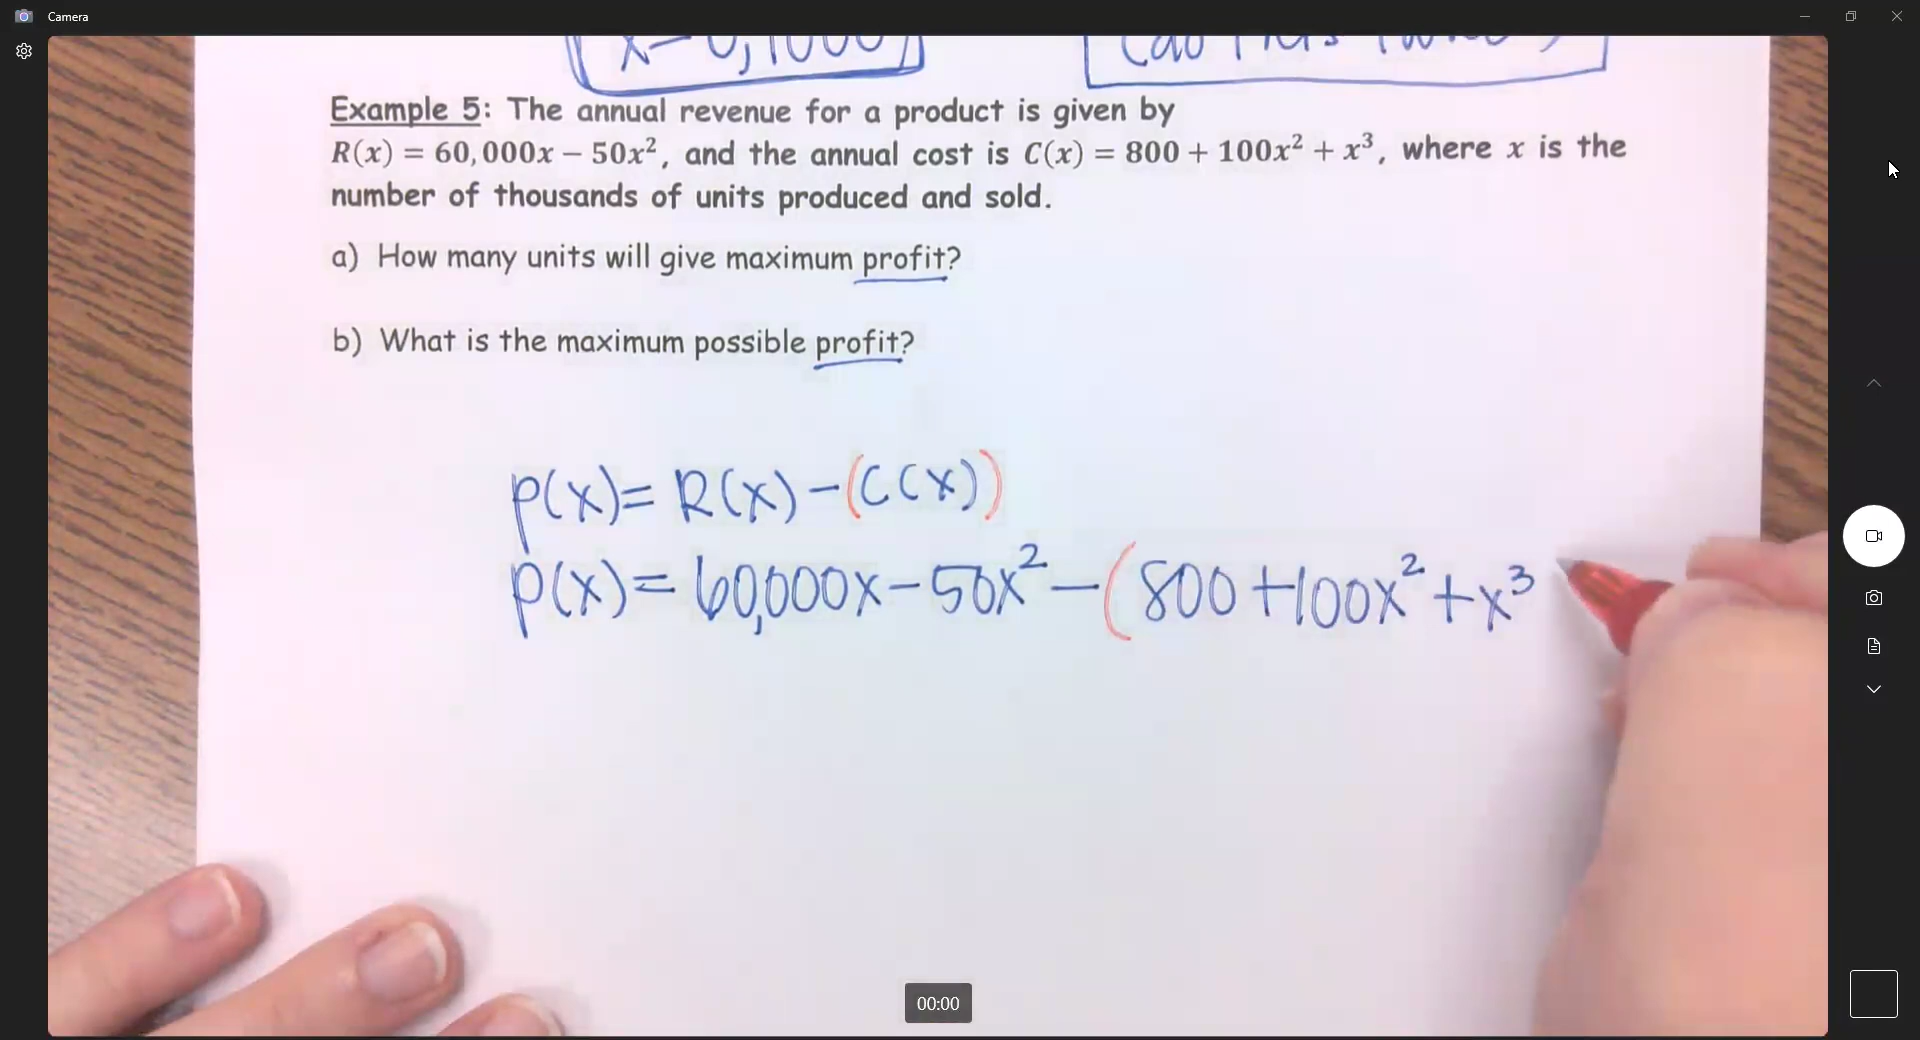 Camera
Example 5: The annual revenue for a product is given by
R(x) = 60,000x − 50x², and the annual cost is C(x) = 800 + 100x² + x³, where x is the
number of thousands of units produced and sold.
a) How many units will give maximum profit?
b) What is the maximum possible profit?
P(x) = R(x) − (C(x))
P(x) = 60,000x − 50x² − (800 + 100x² + x³
00:00